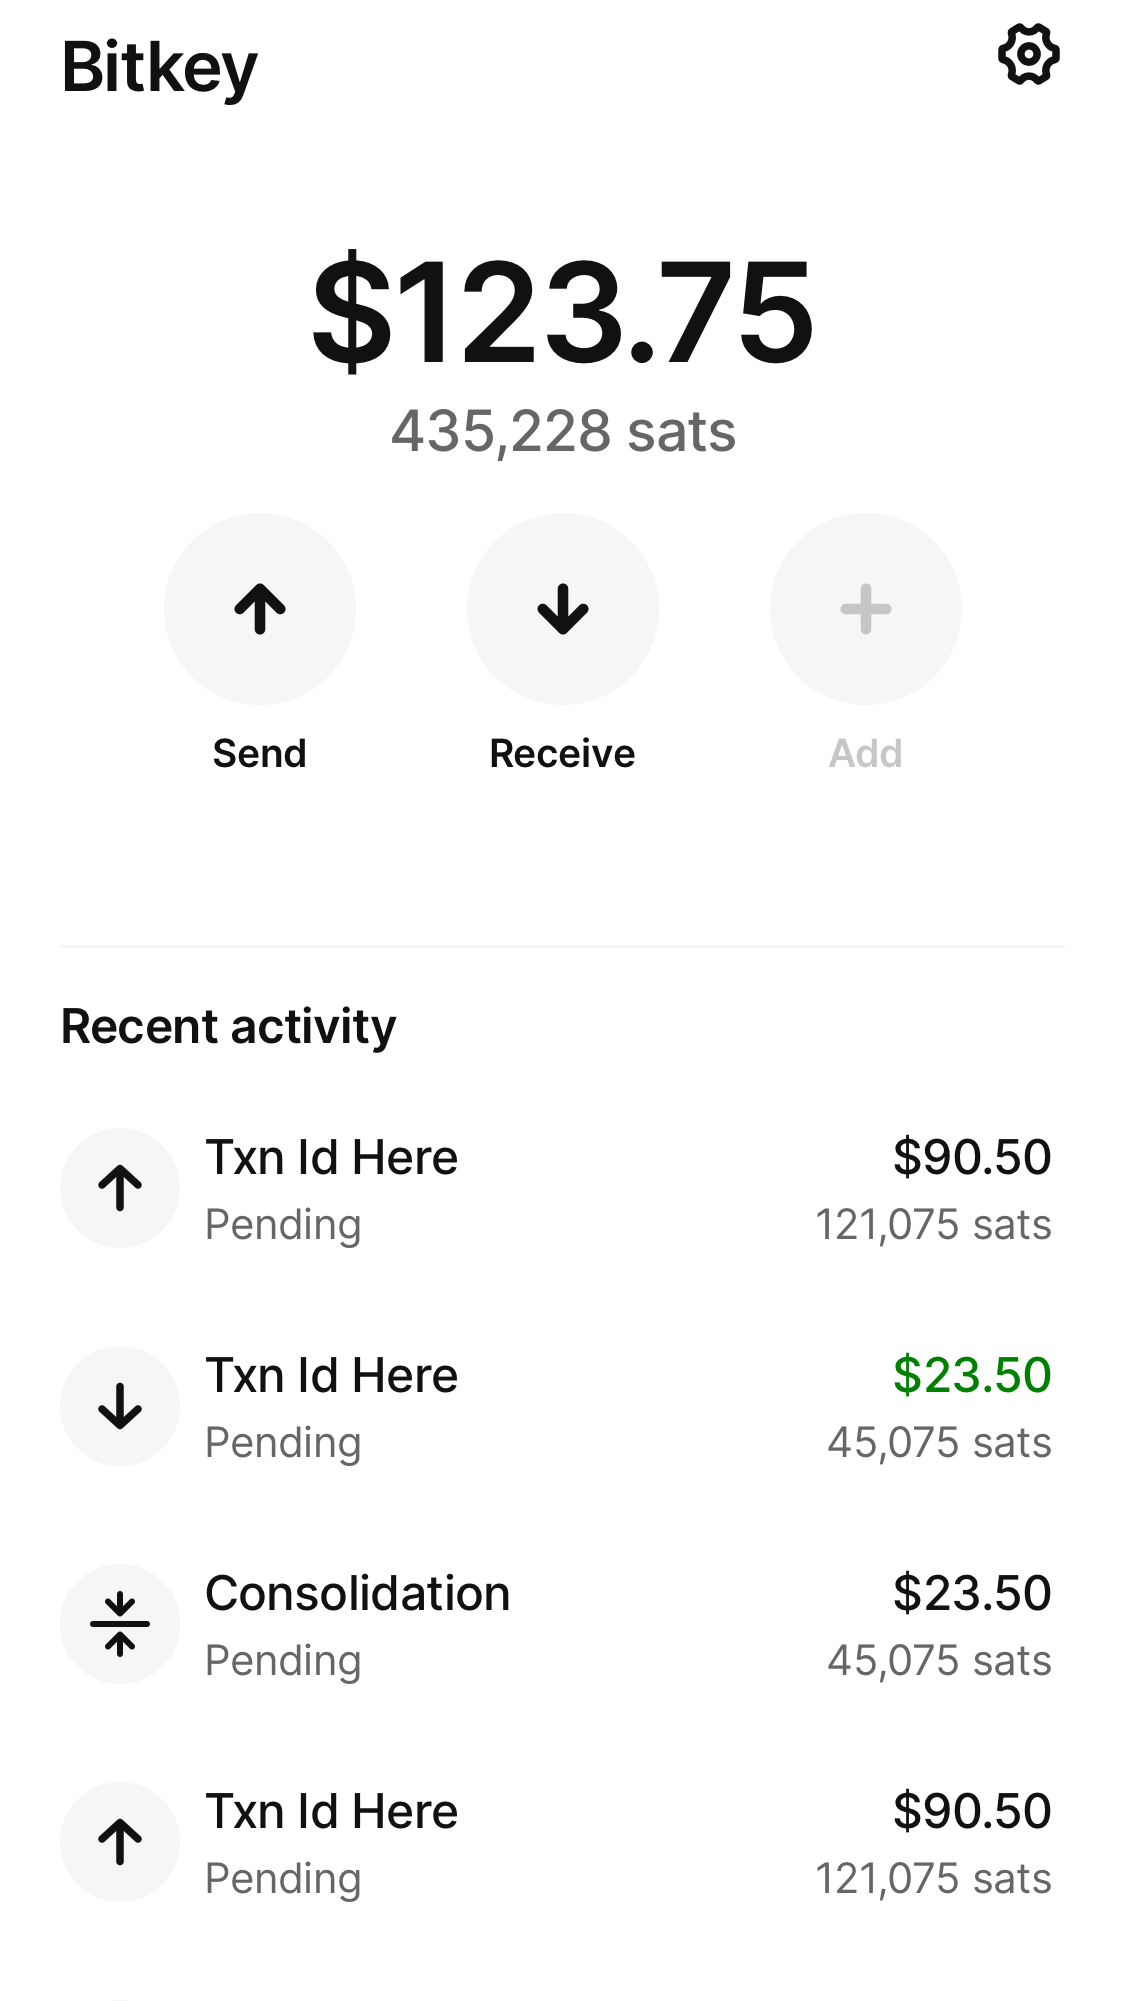 Bitkey
$123.75
435,228 sats
Send
Receive
Add
Recent activity
Txn Id Here
$90.50
Pending
121,075 sats
Txn Id Here
$23.50
Pending
45,075 sats
Consolidation
$23.50
Pending
45,075 sats
Txn Id Here
$90.50
Pending
121,075 sats